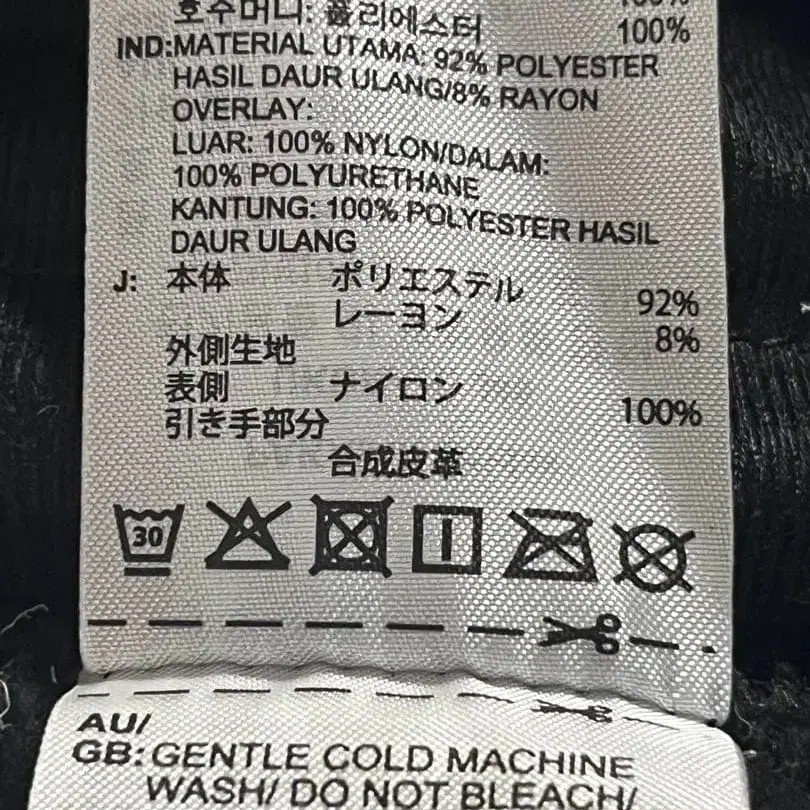 호주머니: 폴리에스터 100%
IND:MATERIAL UTAMA: 92% POLYESTER
HASIL DAUR ULANG/8% RAYON
OVERLAY:
LUAR: 100% NYLON/DALAM:
100% POLYURETHANE
KANTUNG: 100% POLYESTER HASIL
DAUR ULANG
J: 本体 ポリエステル 92%
レーヨン 8%
外側生地
表側 ナイロン 100%
引き手部分
合成皮革
30
AU/
GB:GENTLE COLD MACHINE
WASH/ DO NOT BLEACH/